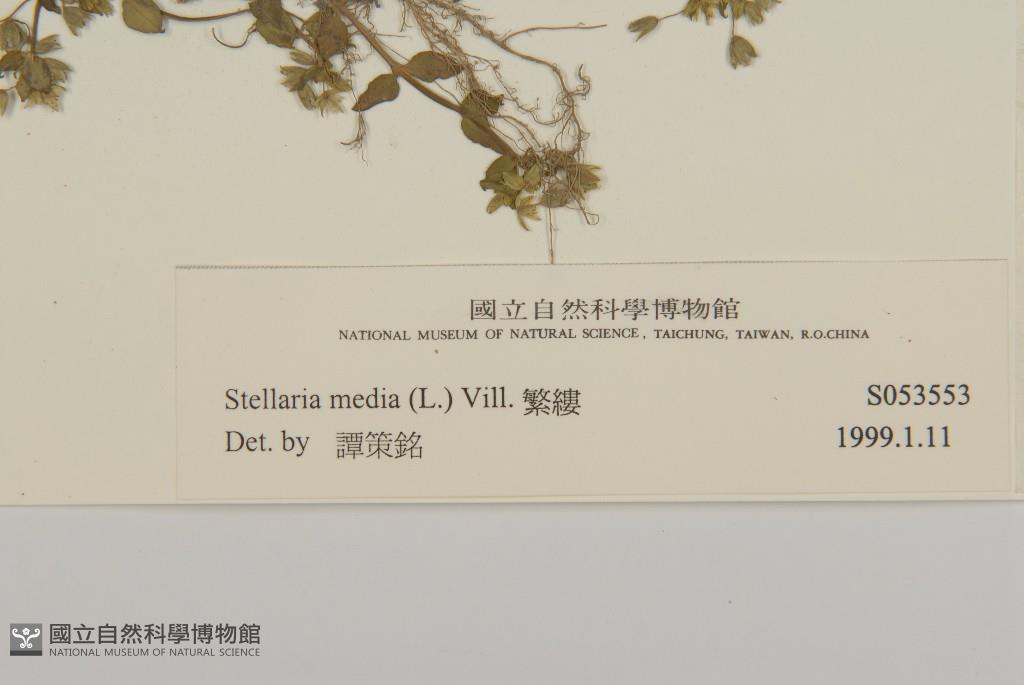 國立自然科學博物館
NATIONAL MUSEUM OF NATURAL SCIENCE, TAICHUNG, TAIWAN, R.O.CHINA
Stellaria media (L.) Vill. 繁縷
S053553
Det. by 譚策銘
1999.1.11
國立自然科學博物館
NATIONAL MUSEUM OF NATURAL SCIENCE